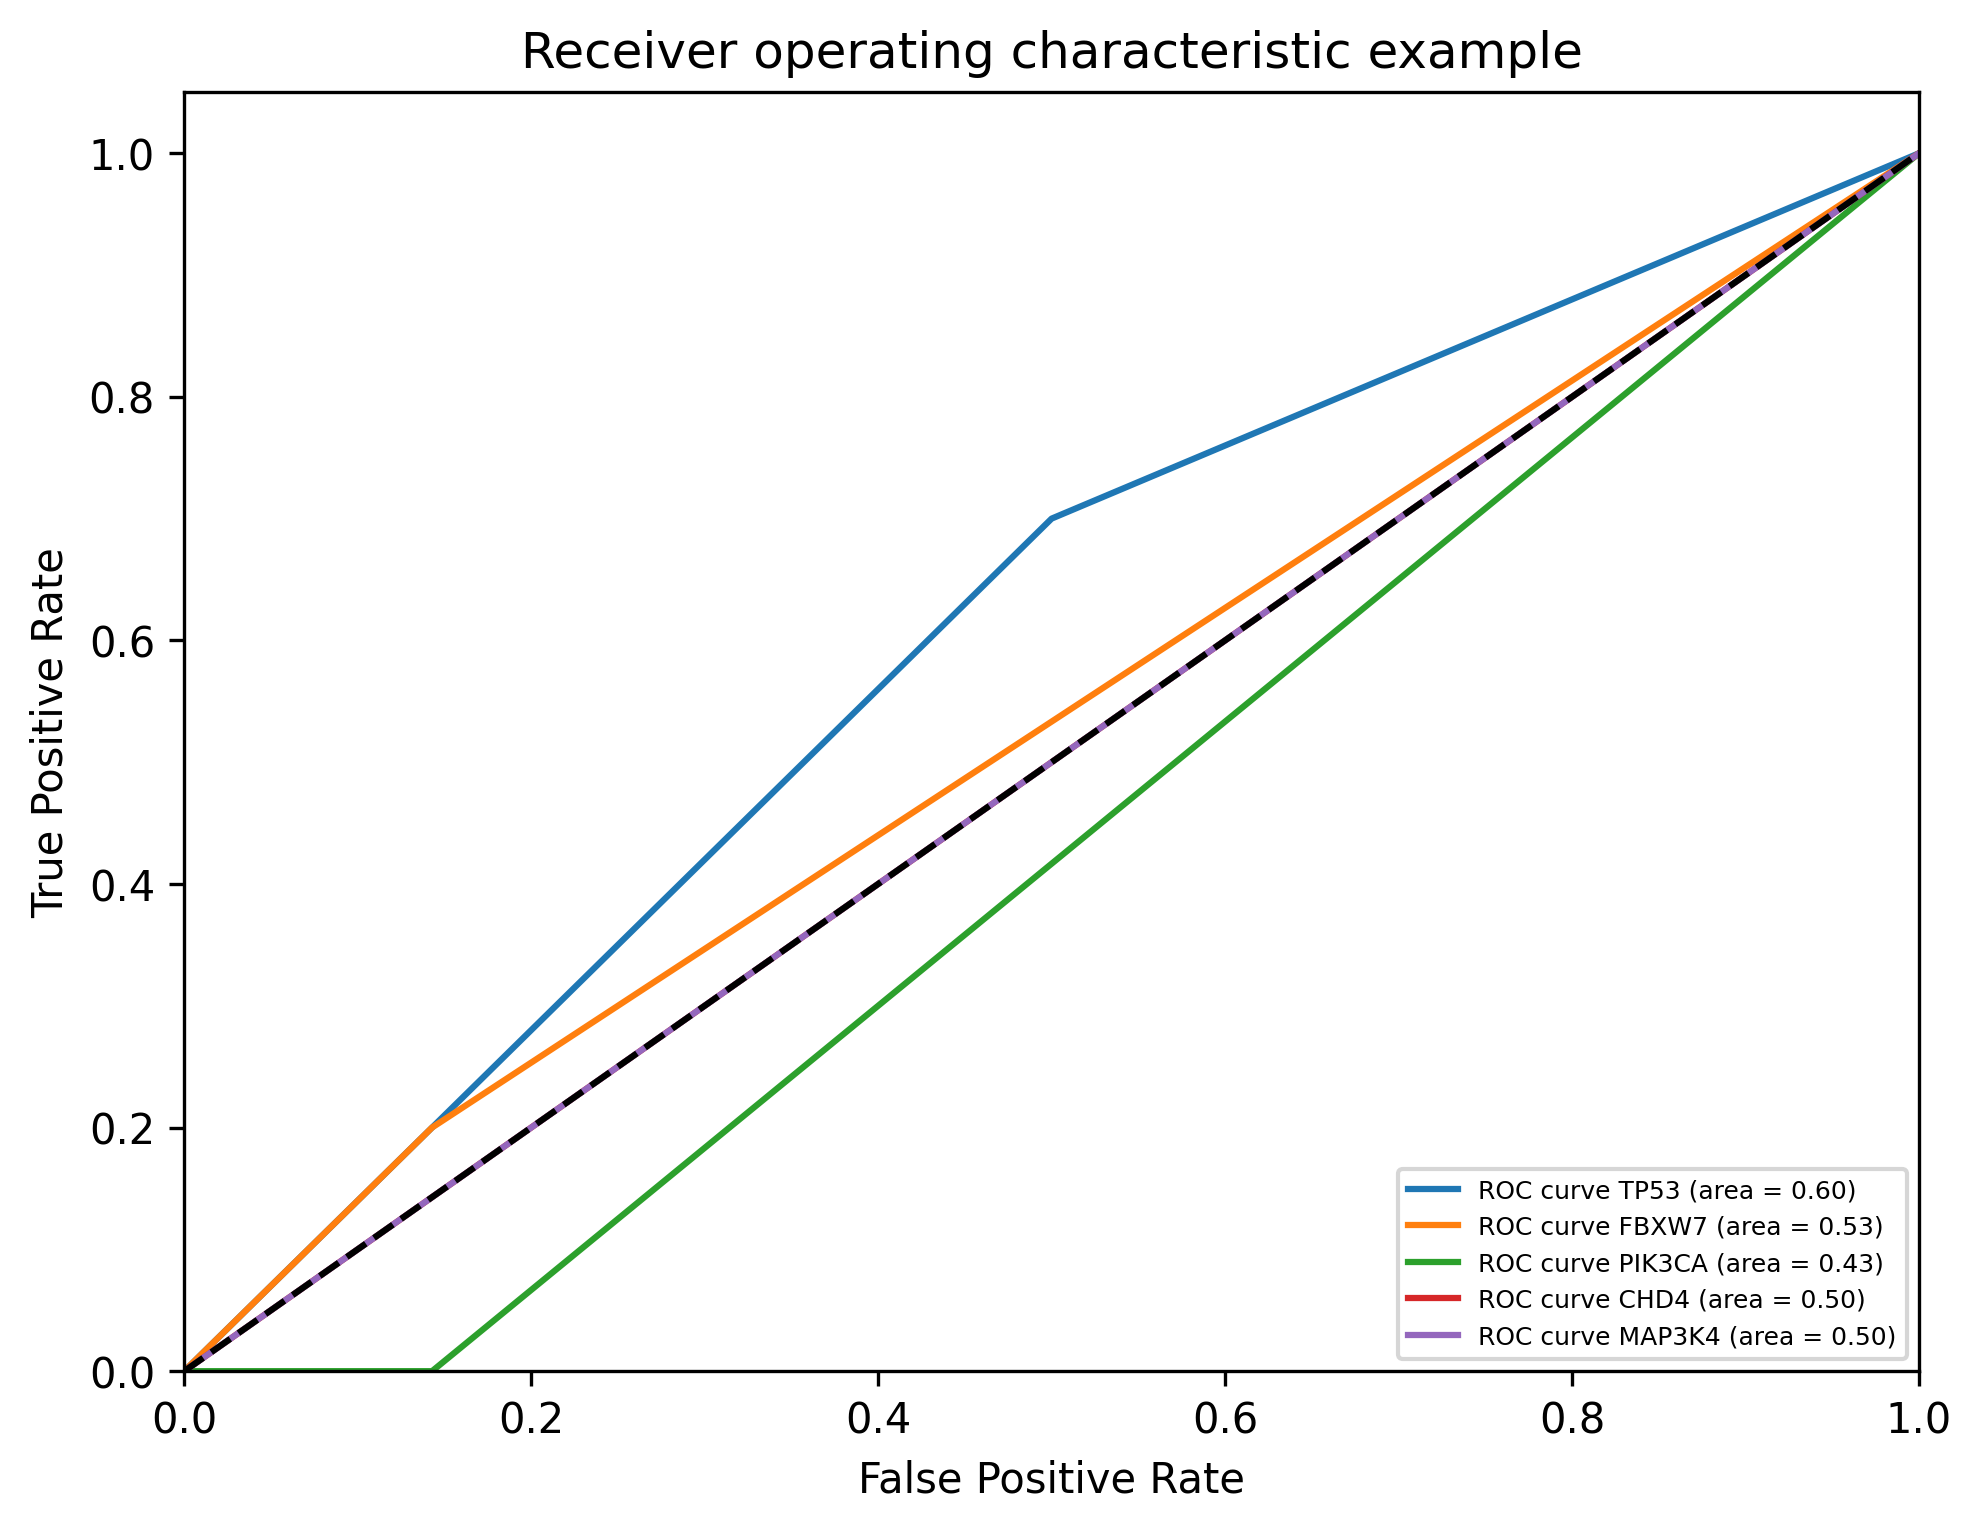 Receiver operating characteristic example
True Positive Rate
1.0
0.8
0.6
0.4
0.2
0.0
ROC curve TP53 (area = 0.60)
ROC curve FBXW7 (area = 0.53)
ROC curve PIK3CA (area = 0.43)
ROC curve CHD4 (area = 0.50)
ROC curve MAP3K4 (area = 0.50)
0.0 0.2 0.4 0.6 0.8 1.0
False Positive Rate